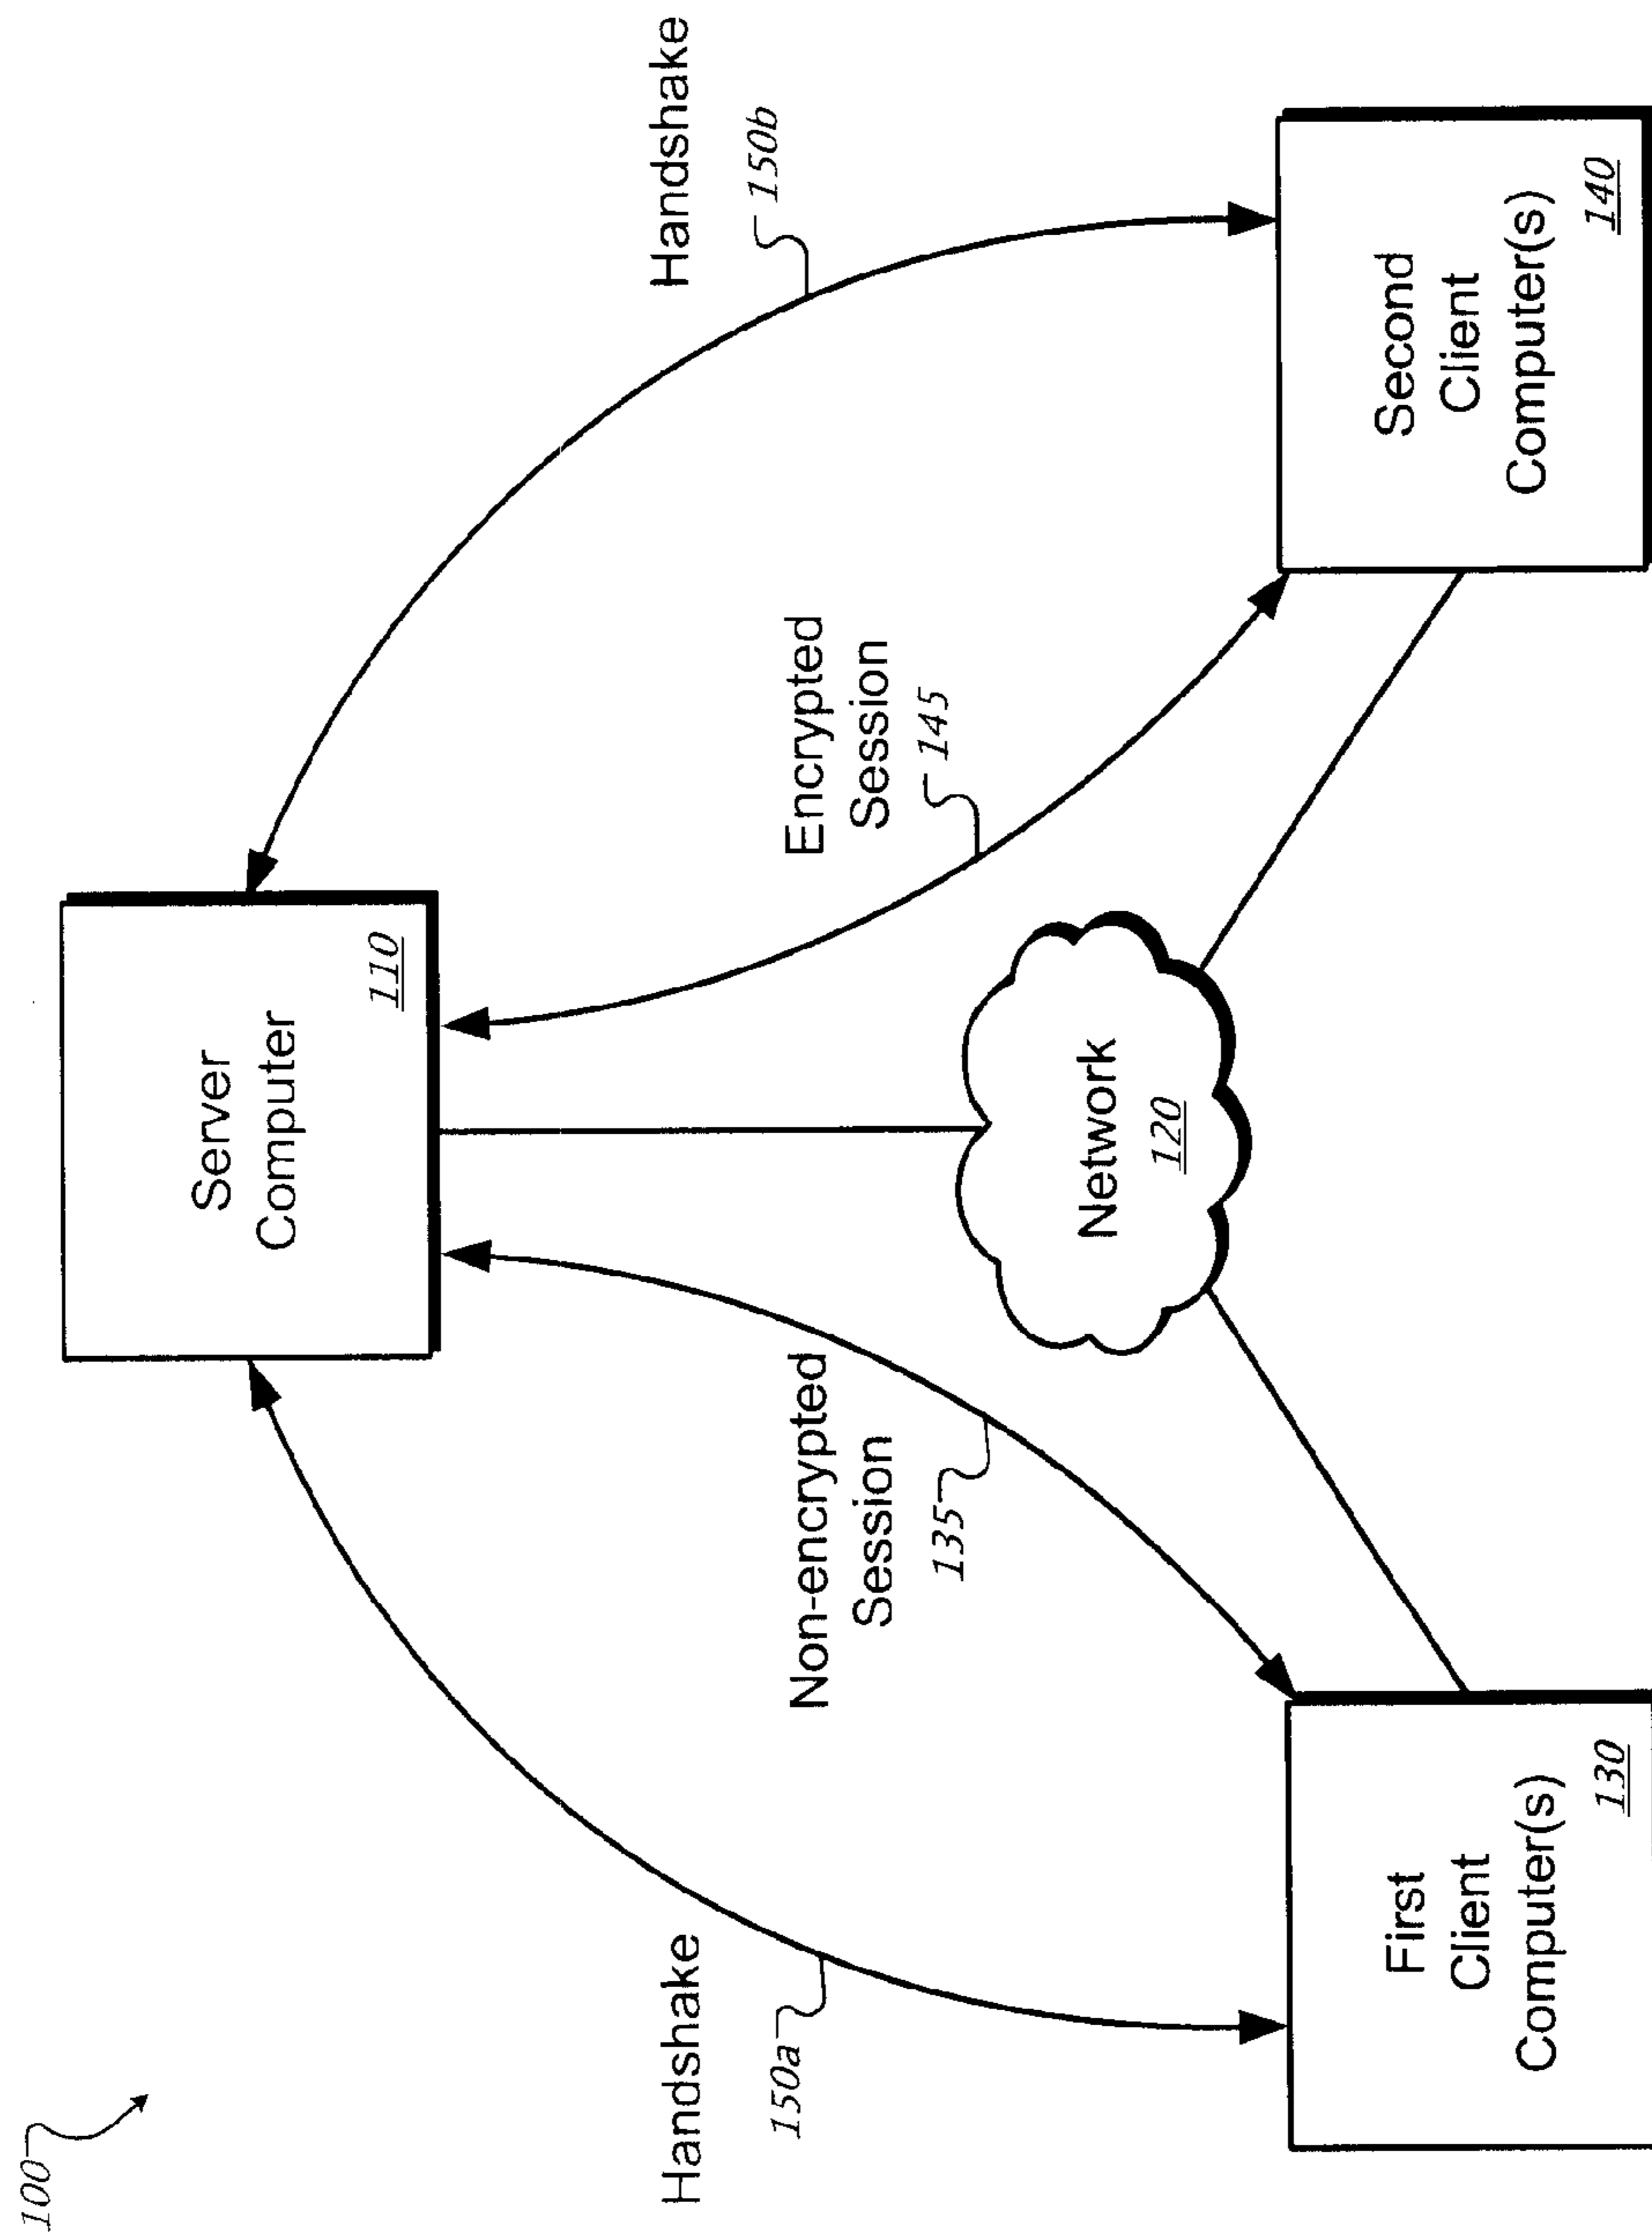 100
Server
Computer
110
Handshake
150a
Handshake
150b
Non-encrypted
Session
135
Encrypted
Session
145
Network
120
First
Client
Computer(s)
130
Second
Client
Computer(s)
140